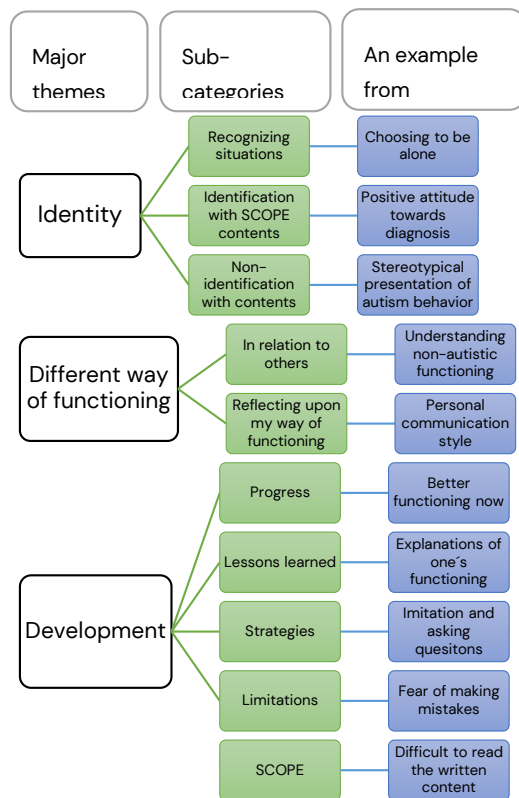 Major
themes
Sub-
categories
An example
from
Identity
Recognizing
situations
Choosing to be
alone
Identification
with SCOPE
contents
Positive attitude
towards
diagnosis
Non-
identification
with contents
Stereotypical
presentation of
autism behavior
Different way
of functioning
In relation to
others
Understanding
non-autistic
functioning
Reflecting upon
my way of
functioning
Personal
communication
style
Development
Progress
Better
functioning now
Lessons learned
Explanations of
one´s
functioning
Strategies
Imitation and
asking
quesitons
Limitations
Fear of making
mistakes
SCOPE
Difficult to read
the written
content